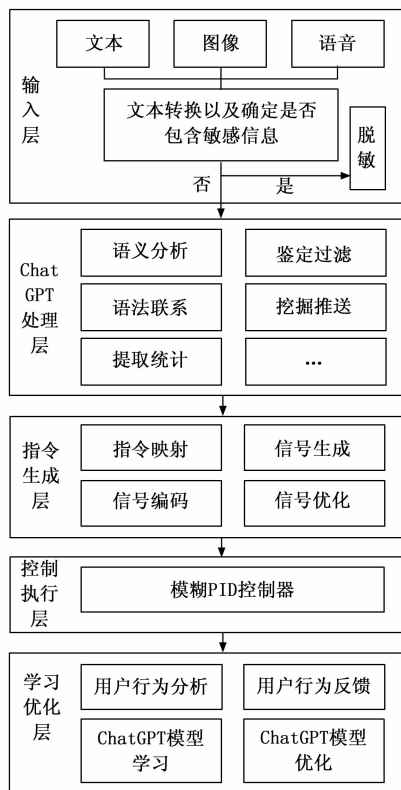 文本
图像
语音
输入层
文本转换以及确定是否
包含敏感信息
脱敏
否
是
Chat
GPT
处理
层
语义分析
鉴定过滤
语法联系
挖掘推送
提取统计
...
指令
生成
层
指令映射
信号生成
信号编码
信号优化
控制
执行
层
模糊PID控制器
学习
优化
层
用户行为分析
用户行为反馈
ChatGPT模型
学习
ChatGPT模型
优化